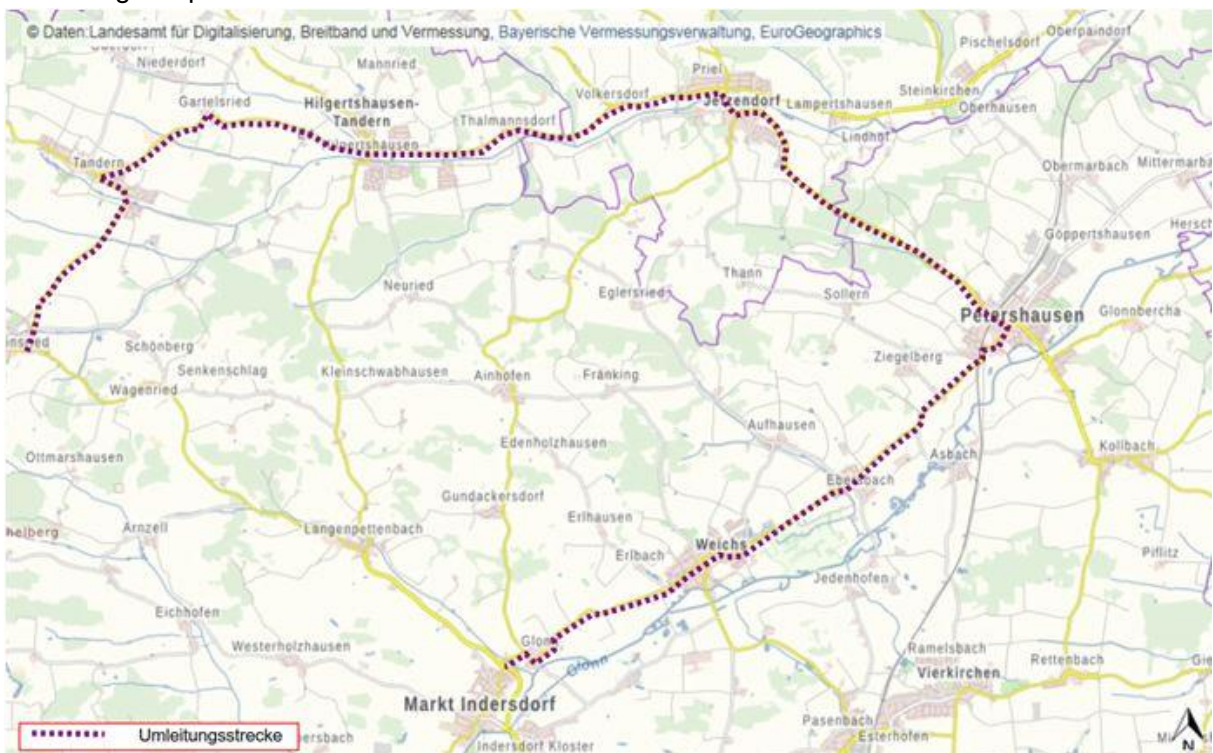 © Daten:Landesamt für Digitalisierung, Breitband und Vermessung, Bayerische Vermessungsverwaltung, EuroGeographics
Oberpaindorf
Pischelsdorf
Niederdorf
Mannried
Priel
Steinkirchen
Gartelsried
Hilgertshausen-
Tandern
Volkersdorf
Jetzendorf
Lampertshausen
Oberhausen
Thalmannsdorf
Lindhof
Tandern
Obermarbach
Mittermarba
Göppertshausen
Hersch
Neuried
Eglersried
Thann
Sollern
Petershausen
Glonnbercha
Schönberg
Senkenschlag
Kleinschwabhausen
Ainhofen
Fränking
Ziegelberg
Wagenried
Aufhausen
Edenholzhausen
Kollbach
Ottmarshausen
Asbach
Gundackersdorf
Arnzell
Langenpettenbach
Erlhausen
Weichs
Erlbach
Piflitz
Jedenhofen
Eichhofen
Westerholzhausen
Glonn
Ramelsbach
Rettenbach
Vierkirchen
Markt Indersdorf
Pasenbach
Esterhofen
Indersdorf Kloster
Umleitungsstrecke
N